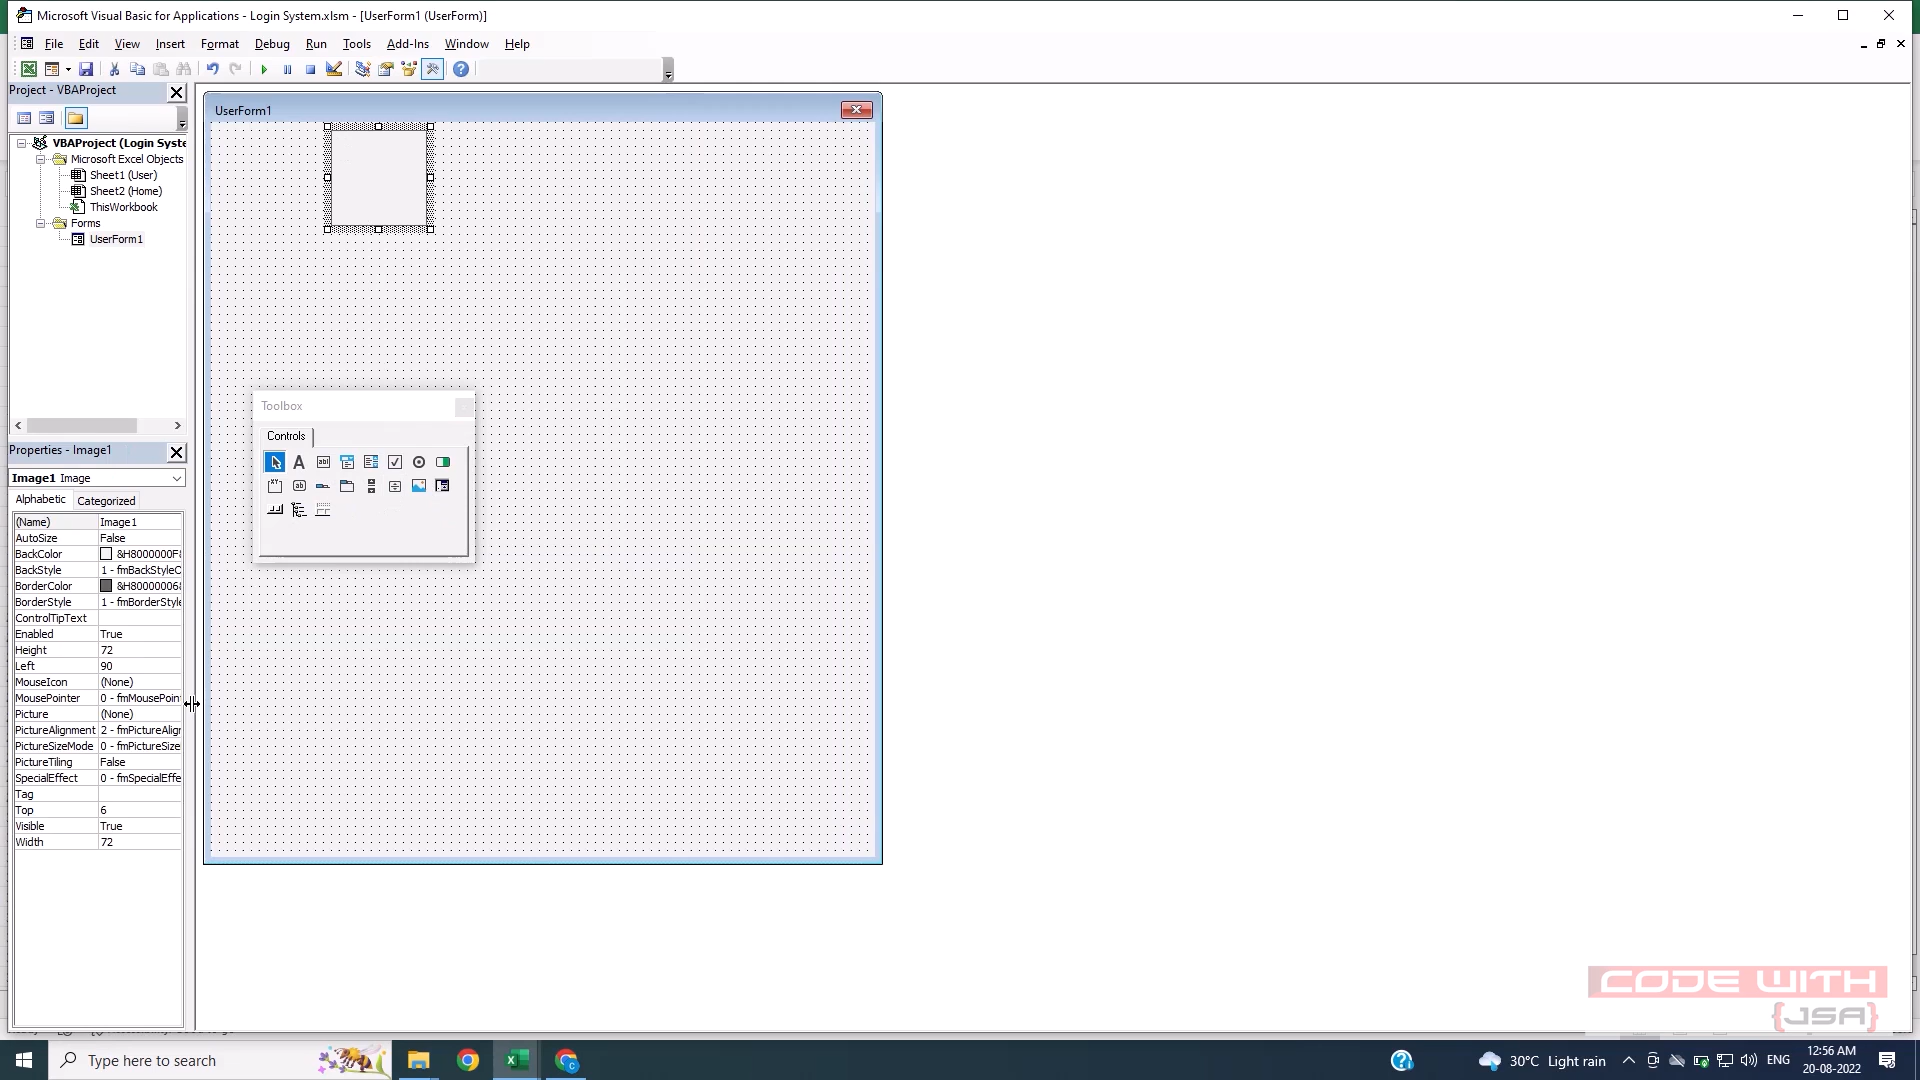 Microsoft Visual Basic for Applications - Login System.xlsm - [UserForm1 (UserForm)]
File Edit View Insert Format Debug Run Tools Add-Ins Window Help
Project - VBAProject
VBAProject (Login Syste
Microsoft Excel Objects
Sheet1 (User)
Sheet2 (Home)
ThisWorkbook
Forms
UserForm1
Properties - Image1
Image1 Image
Alphabetic Categorized
(Name) Image1
AutoSize False
BackColor &H8000000F&
BackStyle 1 - fmBackStyleO
BorderColor &H80000006&
BorderStyle 1 - fmBorderStyle
ControlTipText
Enabled True
Height 72
Left 90
MouseIcon (None)
MousePointer 0 - fmMousePoint
Picture (None)
PictureAlignment 2 - fmPictureAlign
PictureSizeMode 0 - fmPictureSize
PictureTiling False
SpecialEffect 0 - fmSpecialEffe
Tag
Top 6
Visible True
Width 72
UserForm1
Toolbox
Controls
CODE WITH
{JSA}
Type here to search
30°C Light rain
ENG
12:56 AM
20-08-2022